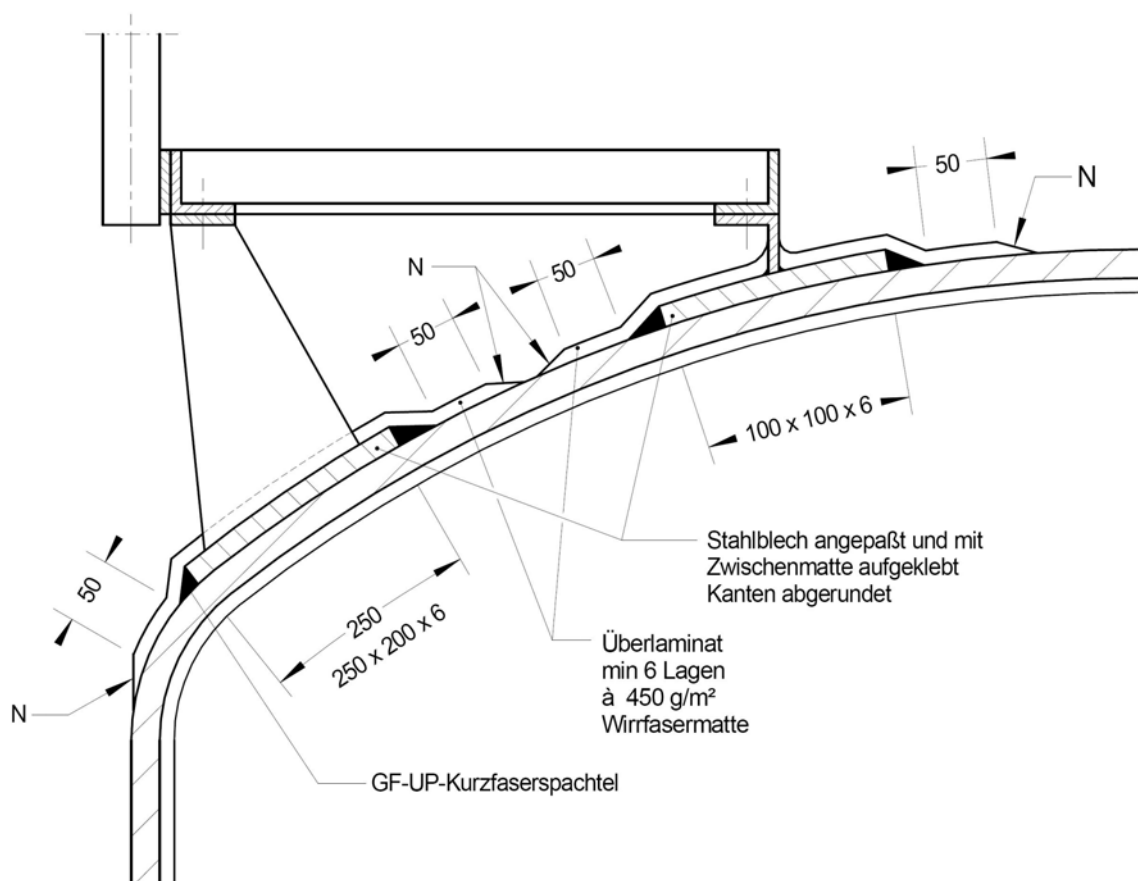 50
N
N
50
50
100 x 100 x 6
Stahlblech angepaßt und mit
Zwischenmatte aufgeklebt
Kanten abgerundet
50
250
250 x 200 x 6
Überlaminat
min 6 Lagen
à 450 g/m²
Wirrfasermatte
N
GF-UP-Kurzfaserspachtel